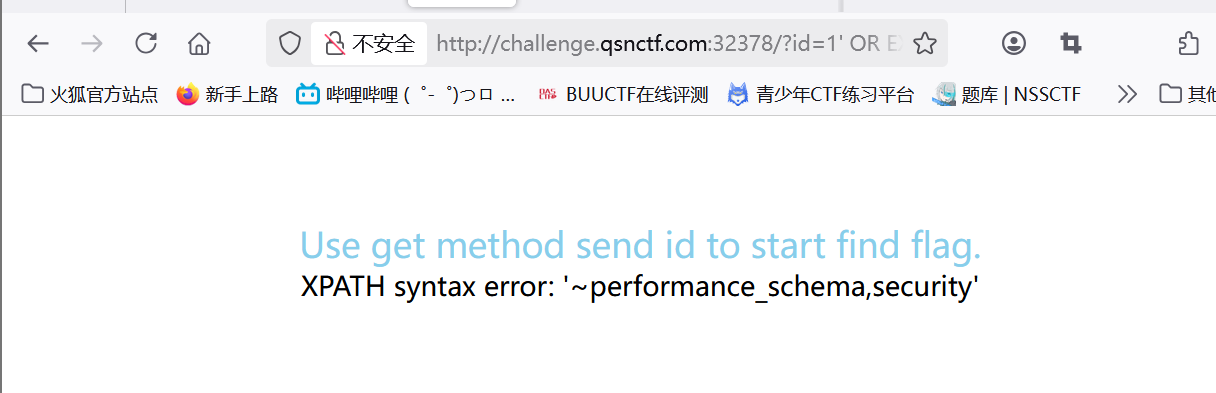 不安全 http://challenge.qsnctf.com:32378/?id=1' OR E
火狐官方站点 新手上路 哔哩哔哩 ( ゜- ゜)つロ ... BUUCTF在线评测 青少年CTF练习平台 题库 | NSSCTF 其他
Use get method send id to start find flag.
XPATH syntax error: '~performance_schema,security'